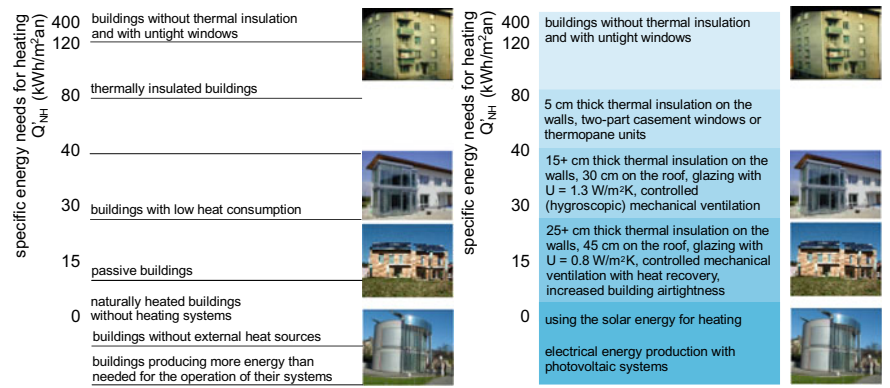 specific energy needs for heating
Q'NH (kWh/m²an)
400
120
80
40
30
15
0
buildings without thermal insulation
and with untight windows
thermally insulated buildings
buildings with low heat consumption
passive buildings
naturally heated buildings
without heating systems
buildings without external heat sources
buildings producing more energy than
needed for the operation of their systems
specific energy needs for heating
Q'NH (kWh/m²an)
400
120
80
40
30
15
0
buildings without thermal insulation
and with untight windows
5 cm thick thermal insulation on the
walls, two-part casement windows or
thermopane units
15+ cm thick thermal insulation on the
walls, 30 cm on the roof, glazing with
U = 1.3 W/m²K, controlled
(hygroscopic) mechanical ventilation
25+ cm thick thermal insulation on the
walls, 45 cm on the roof, glazing with
U = 0.8 W/m²K, controlled mechanical
ventilation with heat recovery,
increased building airtightness
using the solar energy for heating
electrical energy production with
photovoltaic systems